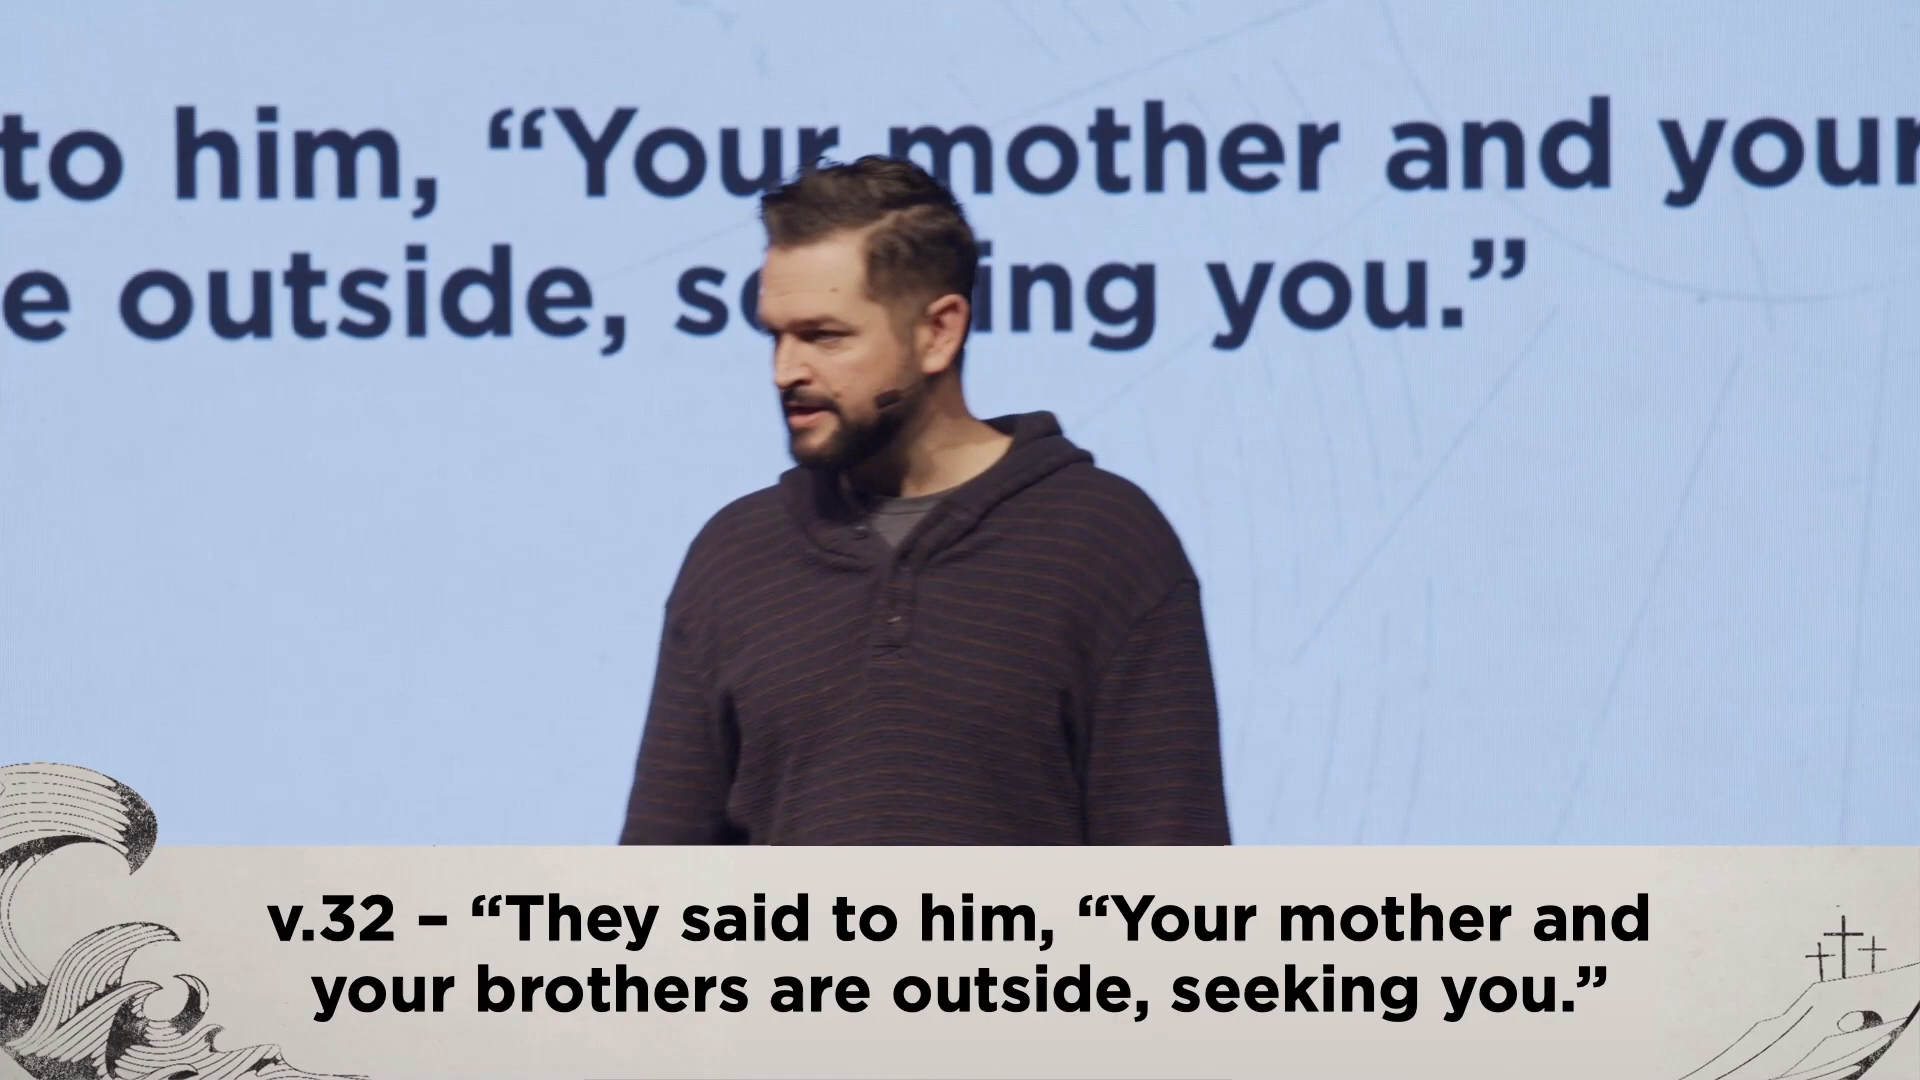 to him, “Your mother and your
e outside, se ing you.”
v.32 – “They said to him, “Your mother and
your brothers are outside, seeking you.”